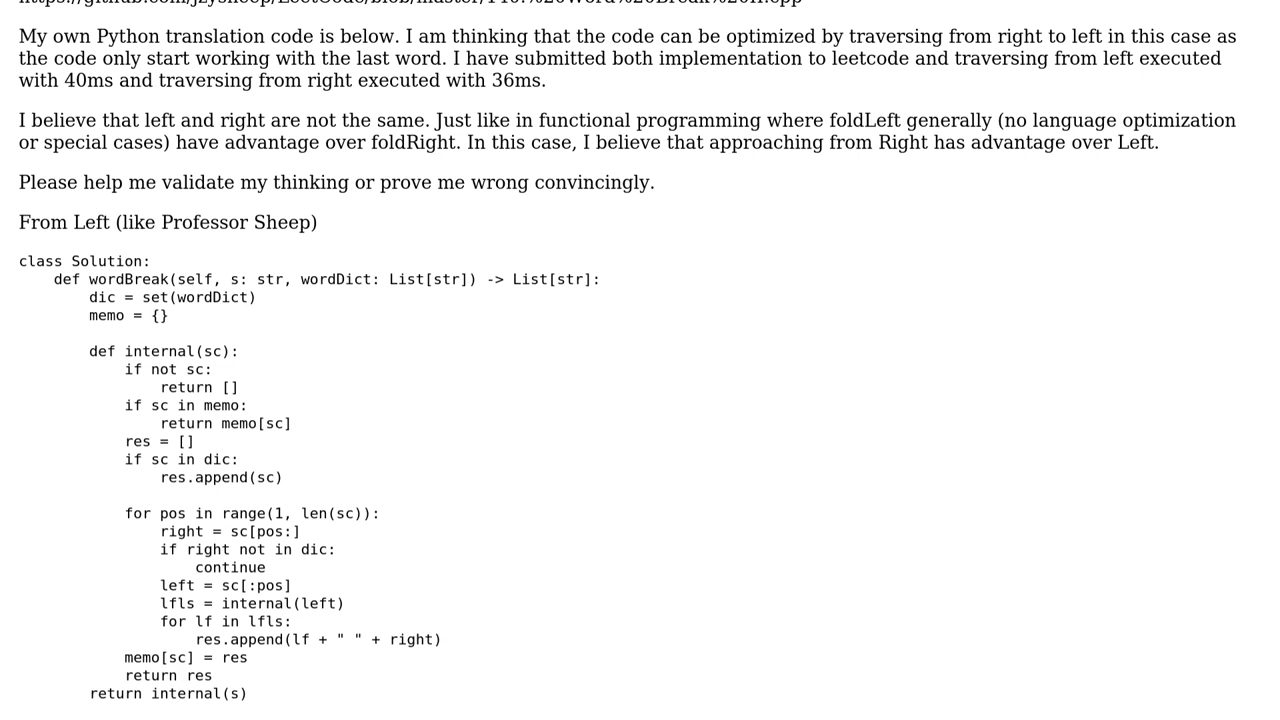 My own Python translation code is below. I am thinking that the code can be optimized by traversing from right to left in this case as
the code only start working with the last word. I have submitted both implementation to leetcode and traversing from left executed
with 40ms and traversing from right executed with 36ms.
I believe that left and right are not the same. Just like in functional programming where foldLeft generally (no language optimization
or special cases) have advantage over foldRight. In this case, I believe that approaching from Right has advantage over Left.
Please help me validate my thinking or prove me wrong convincingly.
From Left (like Professor Sheep)
class Solution:
    def wordBreak(self, s: str, wordDict: List[str]) -> List[str]:
        dic = set(wordDict)
        memo = {}
        def internal(sc):
            if not sc:
                return []
            if sc in memo:
                return memo[sc]
            res = []
            if sc in dic:
                res.append(sc)
            for pos in range(1, len(sc)):
                right = sc[pos:]
                if right not in dic:
                    continue
                left = sc[:pos]
                lfls = internal(left)
                for lf in lfls:
                    res.append(lf + " " + right)
            memo[sc] = res
            return res
        return internal(s)